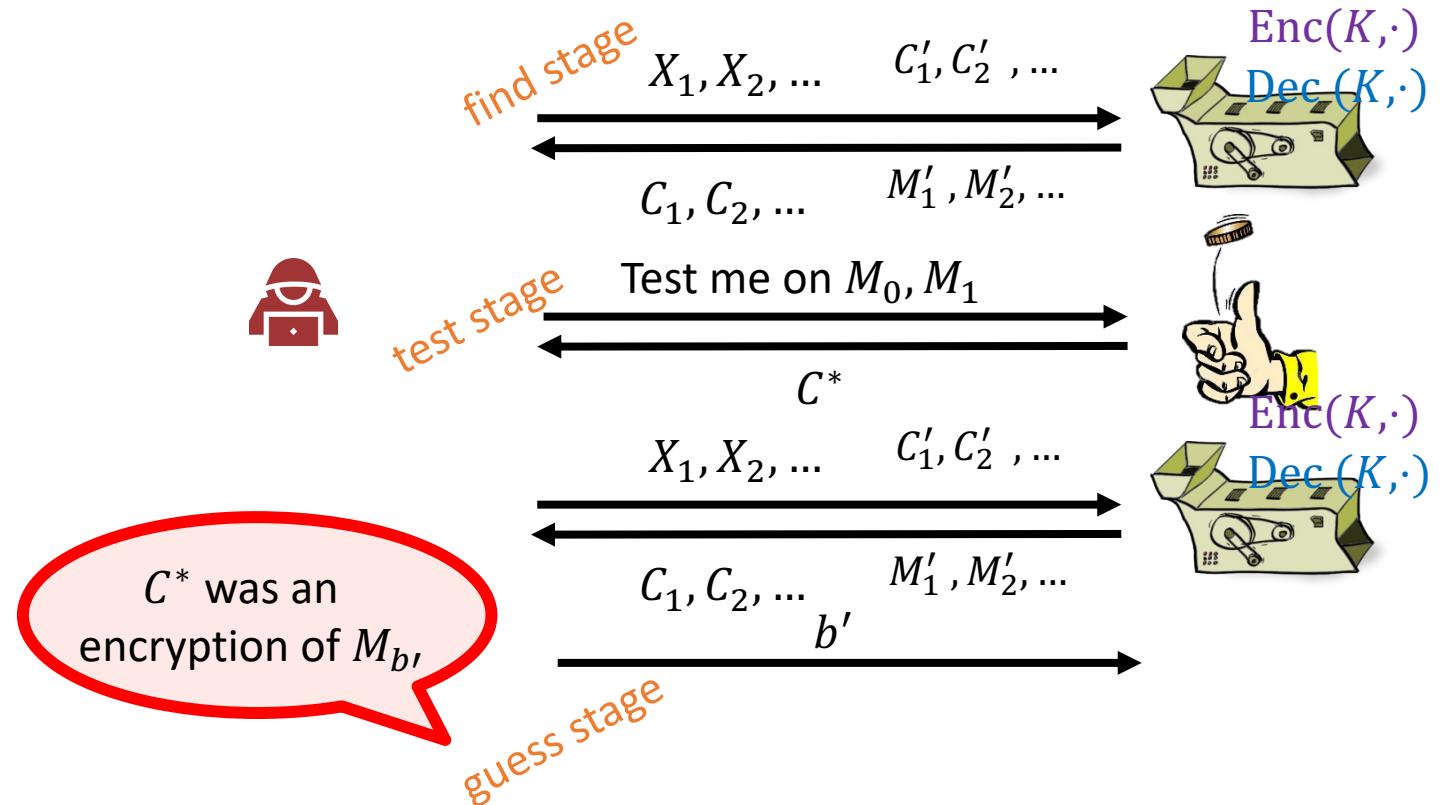 find stage
X₁, X₂, … C′₁, C′₂ , …
Enc(K,·)
Dec (K,·)
C₁, C₂, … M′₁ , M′₂, …
test stage
Test me on M₀, M₁
C*
Enc(K,·)
Dec (K,·)
X₁, X₂, … C′₁, C′₂ , …
C₁, C₂, … M′₁ , M′₂, …
C* was an
encryption of M_b′
b′
guess stage